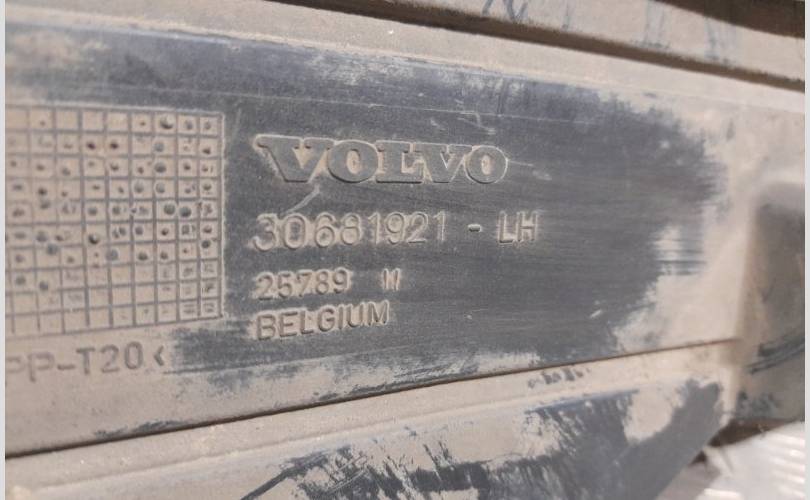 VOLVO
30681921 - LH
25789 M
BELGIUM
PP-T20<